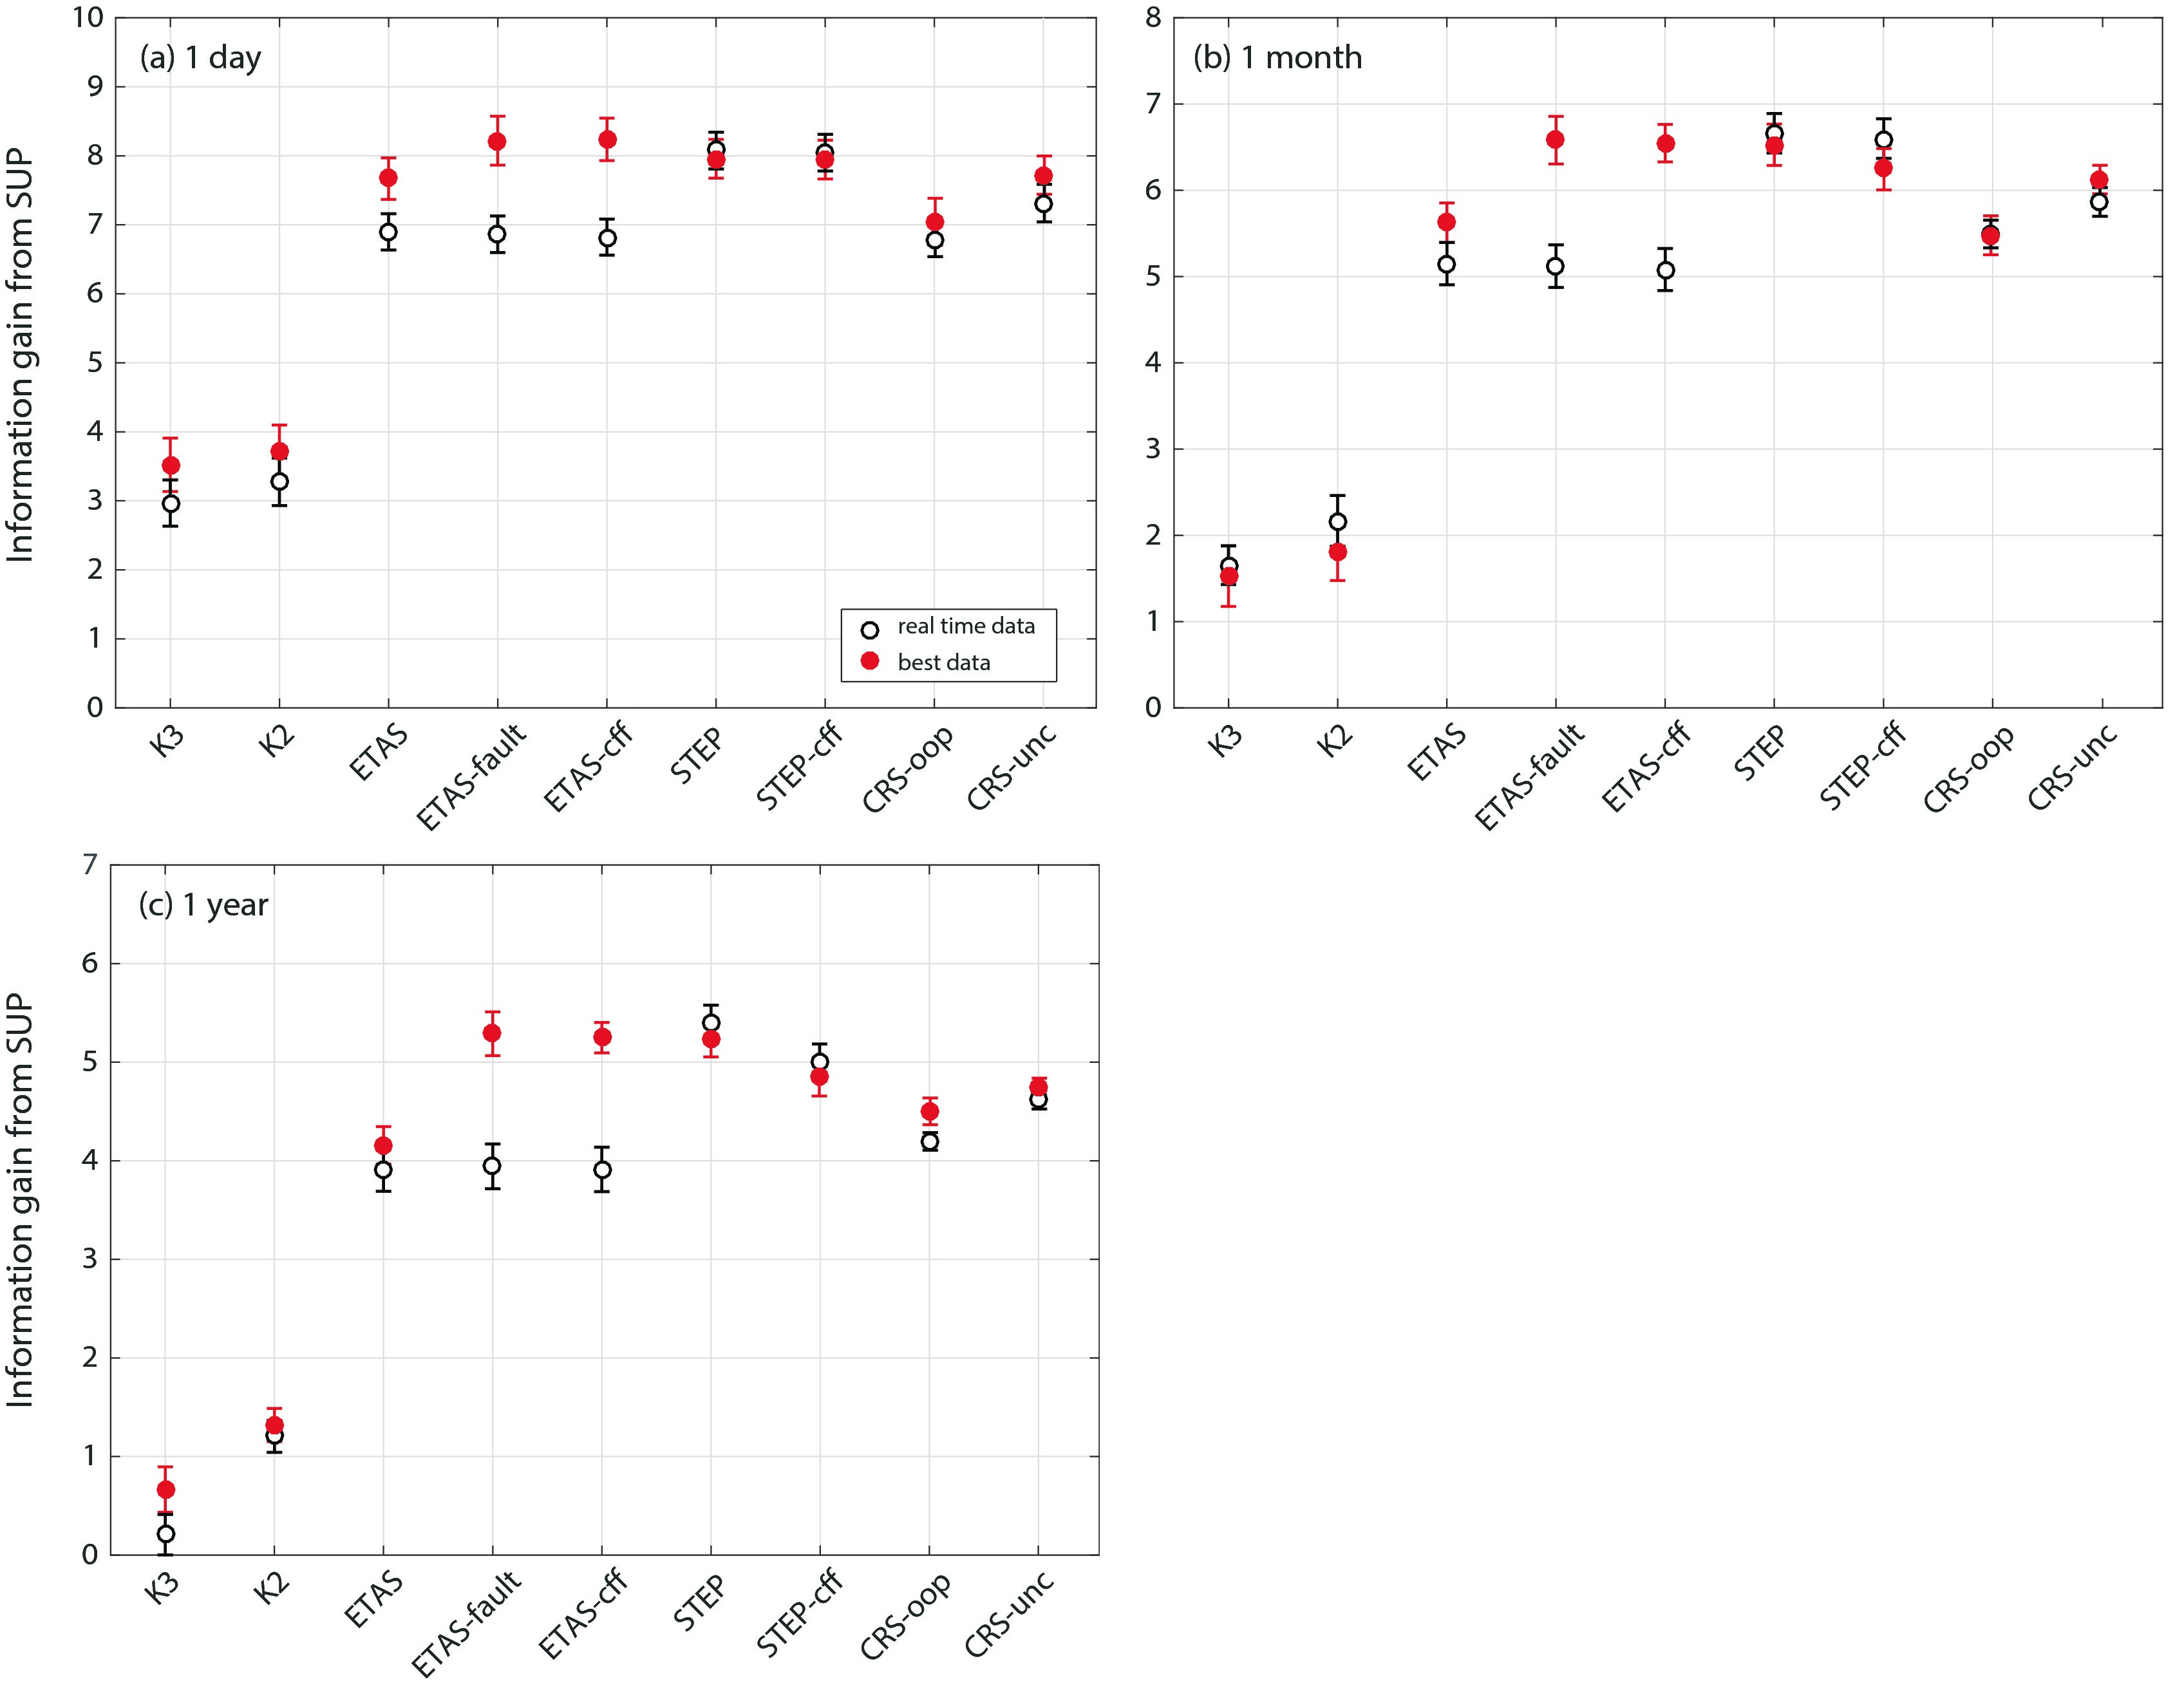 (a) 1 day
Information gain from SUP
10
9
8
7
6
5
4
3
2
1
0
real time data
best data
K3
K2
ETAS
ETAS-fault
ETAS-cff
STEP
STEP-cff
CRS-oop
CRS-unc
(b) 1 month
8
7
6
5
4
3
2
1
0
K3
K2
ETAS
ETAS-fault
ETAS-cff
STEP
STEP-cff
CRS-oop
CRS-unc
(c) 1 year
Information gain from SUP
7
6
5
4
3
2
1
0
K3
K2
ETAS
ETAS-fault
ETAS-cff
STEP
STEP-cff
CRS-oop
CRS-unc